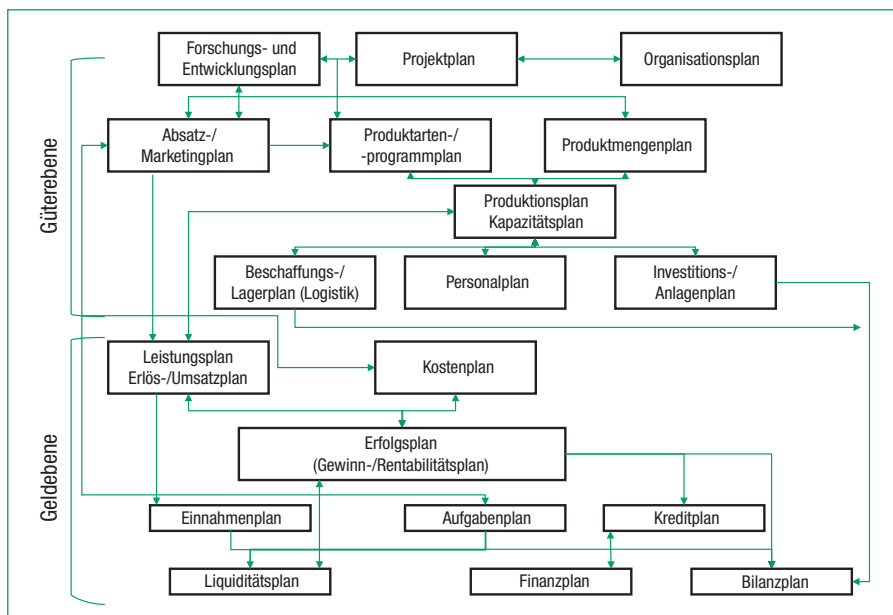 Güterebene
Forschungs- und
Entwicklungsplan
Projektplan
Organisationsplan
Absatz-/
Marketingplan
Produktarten-/
-programmplan
Produktmengenplan
Produktionsplan
Kapazitätsplan
Beschaffungs-/
Lagerplan (Logistik)
Personalplan
Investitions-/
Anlagenplan
Geldebene
Leistungsplan
Erlös-/Umsatzplan
Kostenplan
Erfolgsplan
(Gewinn-/Rentabilitätsplan)
Einnahmenplan
Aufgabenplan
Kreditplan
Liquiditätsplan
Finanzplan
Bilanzplan